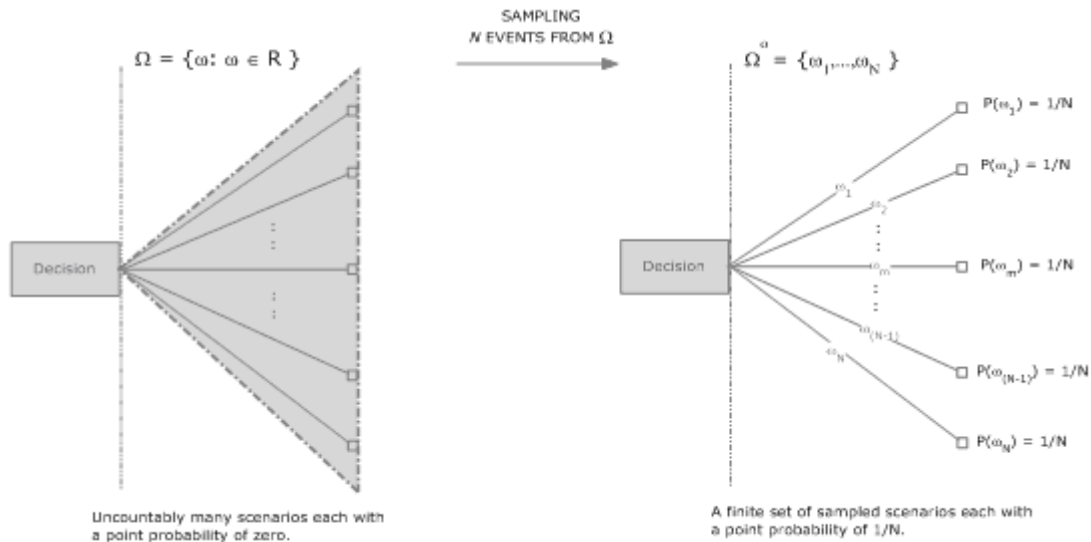 SAMPLING
N EVENTS FROM Ω
Ω = {ω: ω ∈ R }
Ω^α = {ω_1,...,ω_N }
Decision
:
:
:
:
Uncountably many scenarios each with
a point probability of zero.
Decision
ω_1
ω_2
ω_m
ω_(N-1)
ω_N
P(ω_1) = 1/N
P(ω_2) = 1/N
P(ω_m) = 1/N
P(ω_(N-1)) = 1/N
P(ω_N) = 1/N
A finite set of sampled scenarios each with
a point probability of 1/N.